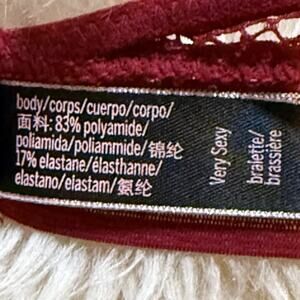 body/corps/cuerpo/corpo/
面料: 83% polyamide/
poliamida/poliammide/锦纶
17% elastane/élasthanne/
elastano/elastam/氨纶
Very Sexy
bralette/
brassière